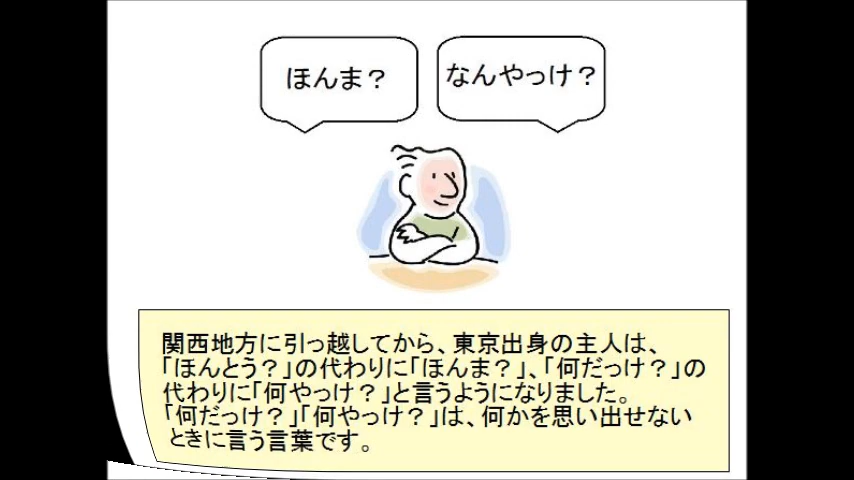 ほんま？
なんやっけ？
関西地方に引っ越してから、東京出身の主人は、
「ほんとう？」の代わりに「ほんま？」、「何だっけ？」の
代わりに「何やっけ？」と言うようになりました。
「何だっけ？」「何やっけ？」は、何かを思い出せない
ときに言う言葉です。